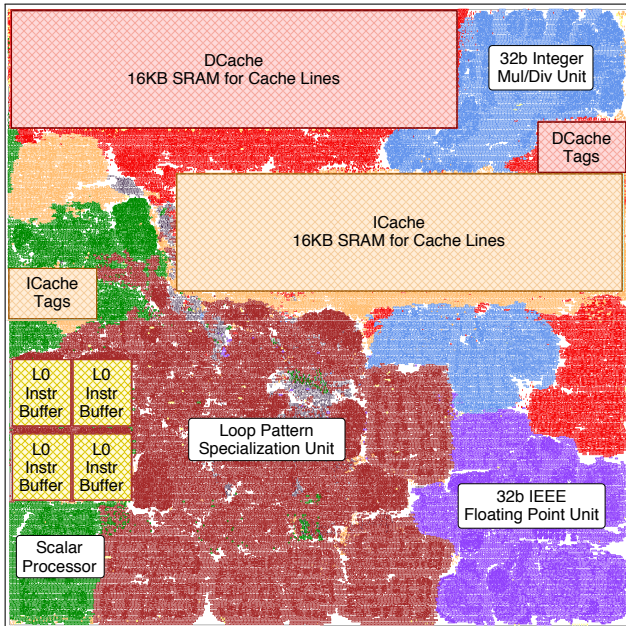 DCache
16KB SRAM for Cache Lines
32b Integer
Mul/Div Unit
DCache
Tags
ICache
16KB SRAM for Cache Lines
ICache
Tags
L0
Instr
Buffer
L0
Instr
Buffer
L0
Instr
Buffer
L0
Instr
Buffer
Loop Pattern
Specialization Unit
32b IEEE
Floating Point Unit
Scalar
Processor